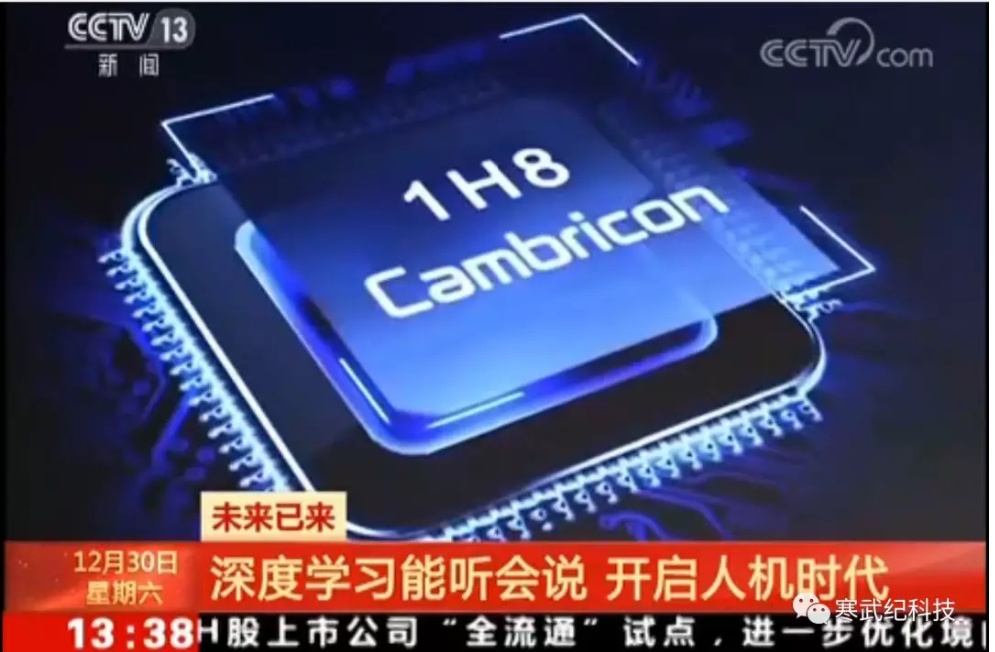 CCTV 13
新闻
CCTV.com
1H8
Cambricon
未来已来
12月30日
星期六
深度学习能听会说 开启人机时代
寒武纪科技
13:38
H股上市公司“全流通”试点，进一步优化境